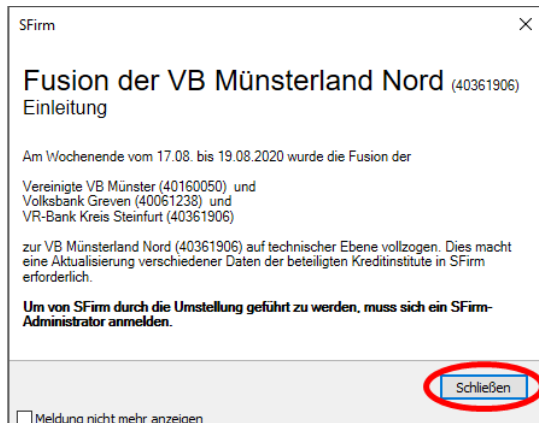 SFirm
Fusion der VB Münsterland Nord (40361906)
Einleitung
Am Wochenende vom 17.08. bis 19.08.2020 wurde die Fusion der
Vereinigte VB Münster (40160050) und
Volksbank Greven (40061238) und
VR-Bank Kreis Steinfurt (40361906)
zur VB Münsterland Nord (40361906) auf technischer Ebene vollzogen. Dies macht
eine Aktualisierung verschiedener Daten der beteiligten Kreditinstitute in SFirm
erforderlich.
Um von SFirm durch die Umstellung geführt zu werden, muss sich ein SFirm-
Administrator anmelden.
Schließen
Meldung nicht mehr anzeigen